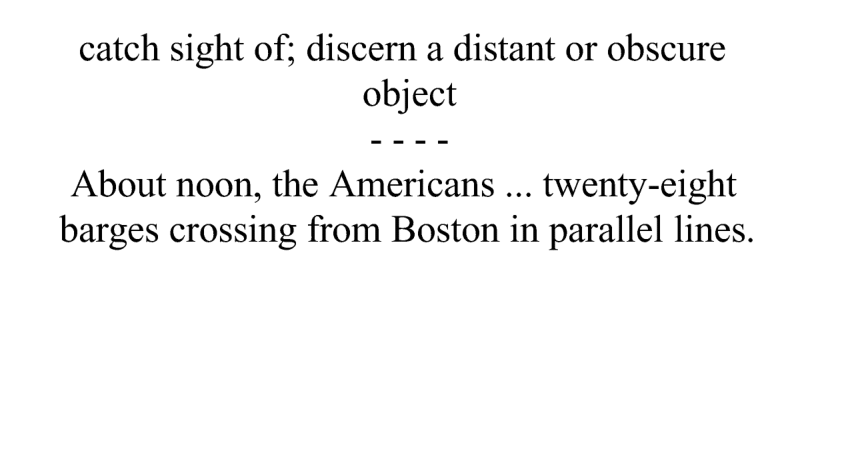 catch sight of; discern a distant or obscure
object
- - - -
About noon, the Americans ... twenty-eight
barges crossing from Boston in parallel lines.